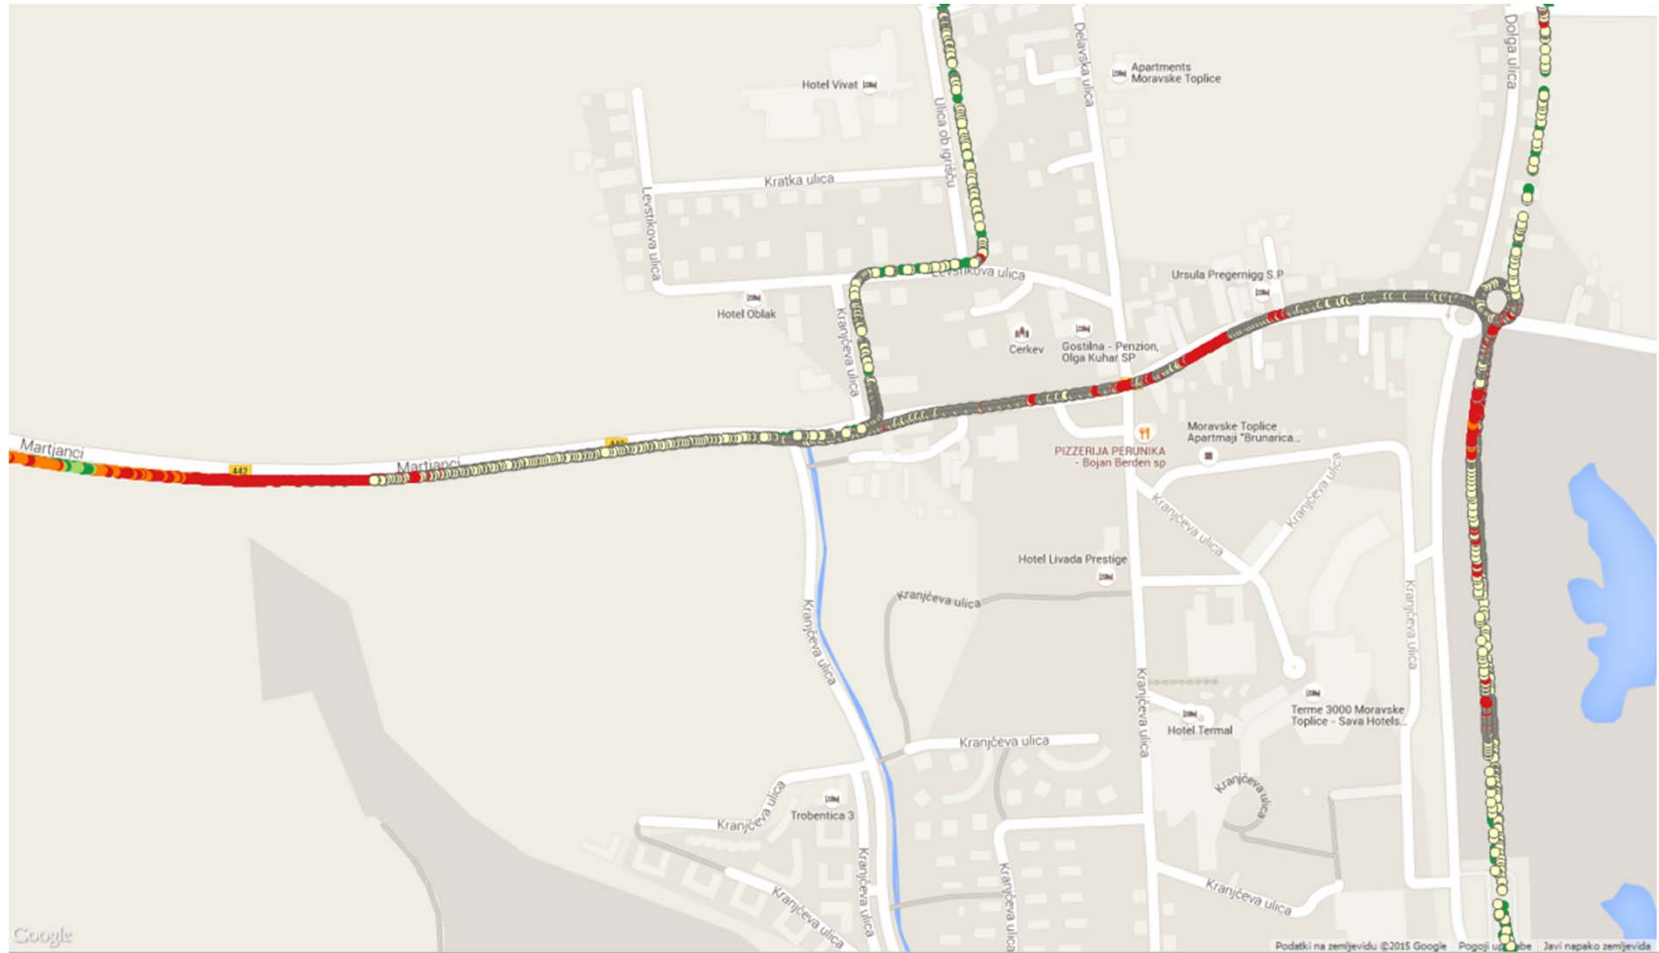 Hotel Vivat
Apartments
Moravske Toplice
Delavska ulica
Dolga ulica
Ulica ob igrišču
Kratka ulica
Levstikova ulica
Levstikova ulica
Ursula Pregernigg S.P
Hotel Oblak
Kranjčeva ulica
Cerkev
Gostilna - Penzion,
Olga Kuhar SP
Martjanci
442
Martjanci
PIZZERIJA PERUNIKA
- Bojan Berden sp
Moravske Toplice
Apartmaji "Brunarica...
Kranjčeva ulica
Kranjčeva ulica
Hotel Livada Prestige
Kranjčeva ulica
Kranjčeva ulica
Kranjčeva ulica
Kranjčeva ulica
Terme 3000 Moravske
Toplice - Sava Hotels...
Hotel Termal
Kranjčeva ulica
Kranjčeva ulica
Trobentica 3
Kranjčeva ulica
Kranjčeva ulica
Kranjčeva ulica
Kranjčeva ulica
Kranjčeva ulica
Kranjčeva ulica
Google
Podatki na zemljevidu ©2015 Google Pogoji Javi napako zemljevida